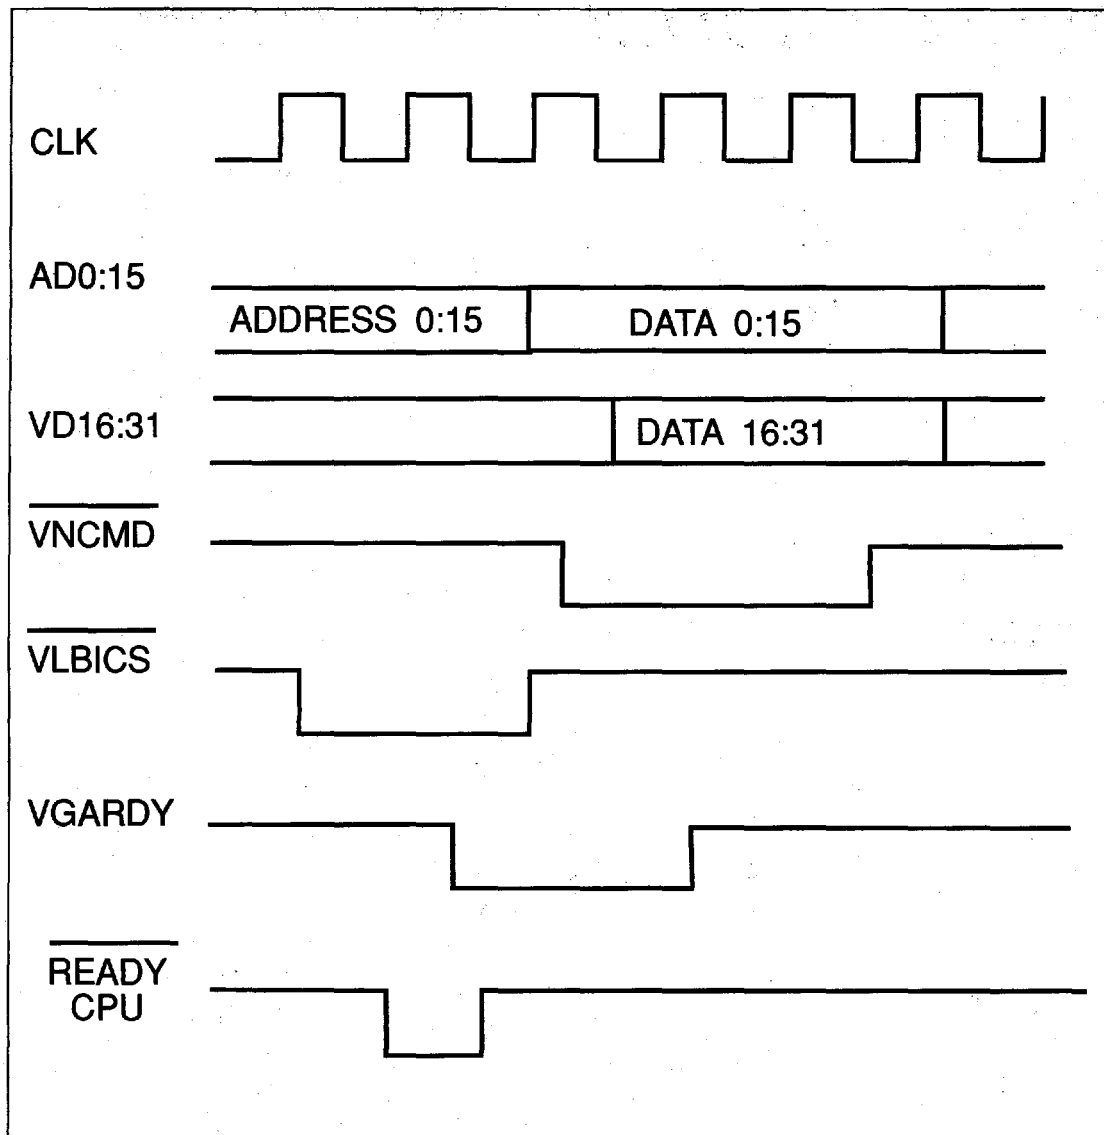 CLK
AD0:15
ADDRESS 0:15 DATA 0:15
VD16:31
DATA 16:31
VNCMD
VLBICS
VGARDY
READY
CPU